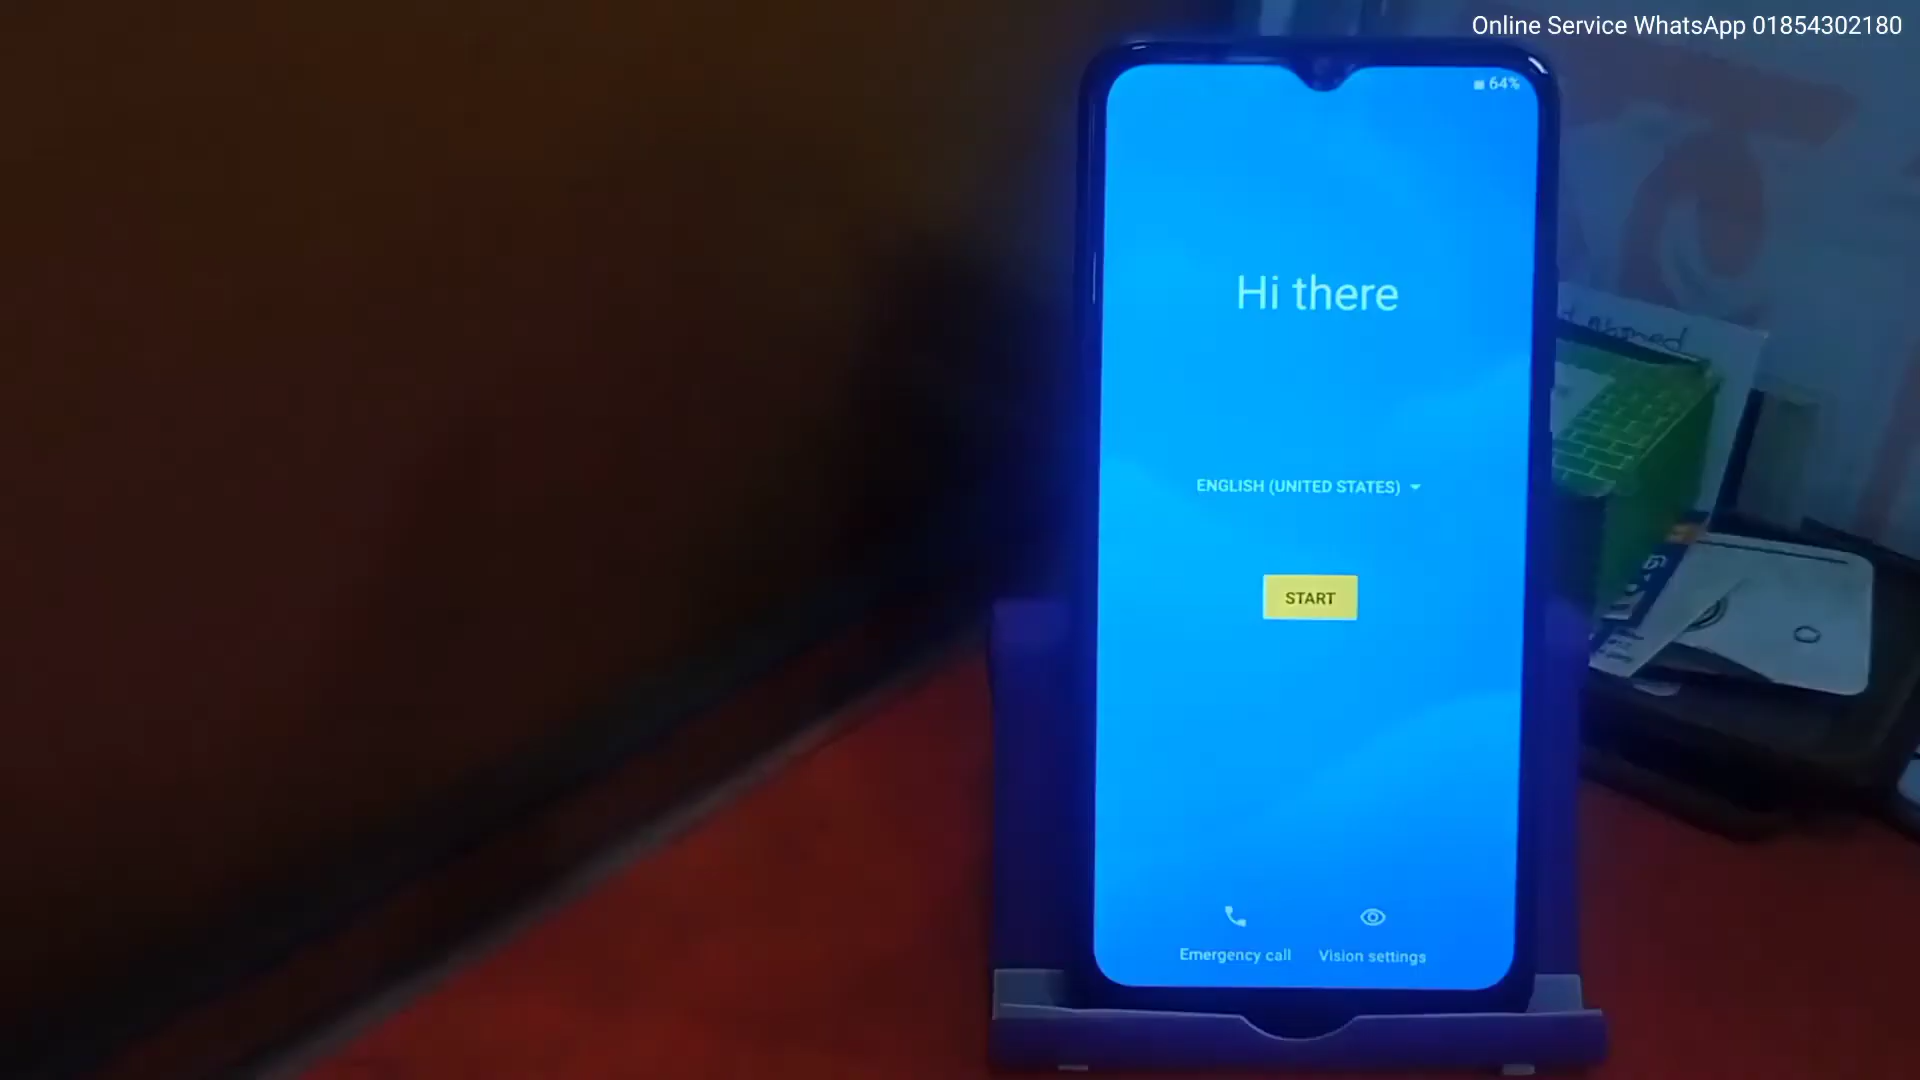 Online Service WhatsApp 01854302180
64%
Hi there
ENGLISH (UNITED STATES)
START
Emergency call
Vision settings